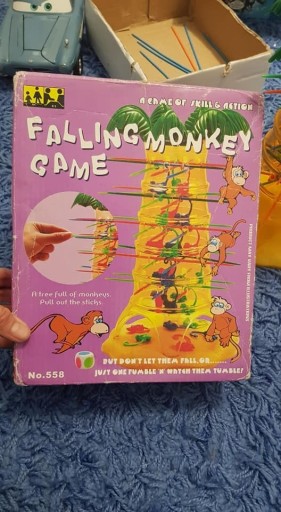 A GAME OF SKILL & ACTION
FALLING MONKEY
GAME
A tree full of monkeys.
Pull out the sticks.
BUT DON'T LET THEM FALL OR........
JUST ONE FUMBLE 'N' WATCH THEM TUMBLE!
No.558